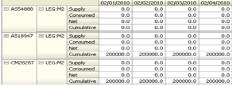 02/01/2010 02/02/2010 02/03/2010 02/04/2010
AS54888 LEG:M2 Supply 0.0 0.0 0.0 0.0
Consumed 0.0 0.0 0.0 0.0
Net 0.0 0.0 0.0 0.0
Cumulative 200000.0 200000.0 200000.0 200000.0
AS18947 LEG:M2 Supply 0.0 0.0 0.0 0.0
Consumed 0.0 0.0 0.0 0.0
Net 0.0 0.0 0.0 0.0
Cumulative 200000.0 200000.0 200000.0 200000.0
CM28287 LEG:M2 Supply 0.0 0.0 0.0 0.0
Consumed 0.0 0.0 0.0 0.0
Net 0.0 0.0 0.0 0.0
Cumulative 200000.0 200000.0 200000.0 200000.0